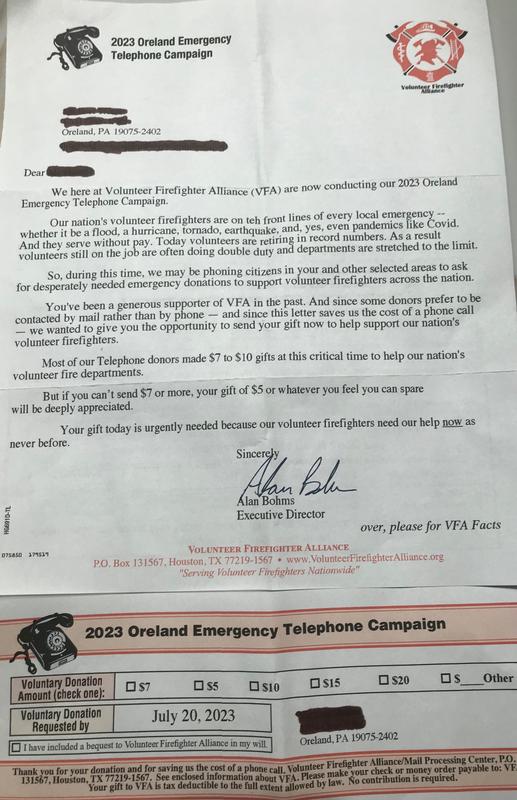 2023 Oreland Emergency
Telephone Campaign
Volunteer Firefighter
Alliance
Oreland, PA 19075-2402
Dear
We here at Volunteer Firefighter Alliance (VFA) are now conducting our 2023 Oreland
Emergency Telephone Campaign.
Our nation's volunteer firefighters are on teh front lines of every local emergency --
whether it be a flood, a hurricane, tornado, earthquake, and, yes, even pandemics like Covid.
And they serve without pay. Today volunteers are retiring in record numbers. As a result
volunteers still on the job are often doing double duty and departments are stretched to the limit.
So, during this time, we may be phoning citizens in your and other selected areas to ask
for desperately needed emergency donations to support volunteer firefighters across the nation.
You've been a generous supporter of VFA in the past. And since some donors prefer to be
contacted by mail rather than by phone — and since this letter saves us the cost of a phone call
— we wanted to give you the opportunity to send your gift now to help support our nation's
volunteer firefighters.
Most of our Telephone donors made $7 to $10 gifts at this critical time to help our nation's
volunteer fire departments.
But if you can't send $7 or more, your gift of $5 or whatever you feel you can spare
will be deeply appreciated.
Your gift today is urgently needed because our volunteer firefighters need our help now as
never before.
Sincerely
Alan Bohms
Executive Director
over, please for VFA Facts
VOLUNTEER FIREFIGHTER ALLIANCE
P.O. Box 131567, Houston, TX 77219-1567 • www.VolunteerFirefighterAlliance.org
"Serving Volunteer Firefighters Nationwide"
2023 Oreland Emergency Telephone Campaign
Voluntary Donation
Amount (check one):
$7 $5 $10 $15 $20 $___Other
Voluntary Donation
Requested by
July 20, 2023
I have included a bequest to Volunteer Firefighter Alliance in my will.
Oreland, PA 19075-2402
Thank you for your donation and for saving us the cost of a phone call. Volunteer Firefighter Alliance/Mail Processing Center, P.O.
131567, Houston, TX 77219-1567. See enclosed information about VFA. Please make your check or money order payable to: VF
Your gift to VFA is tax deductible to the full extent allowed by law. No contribution is required.